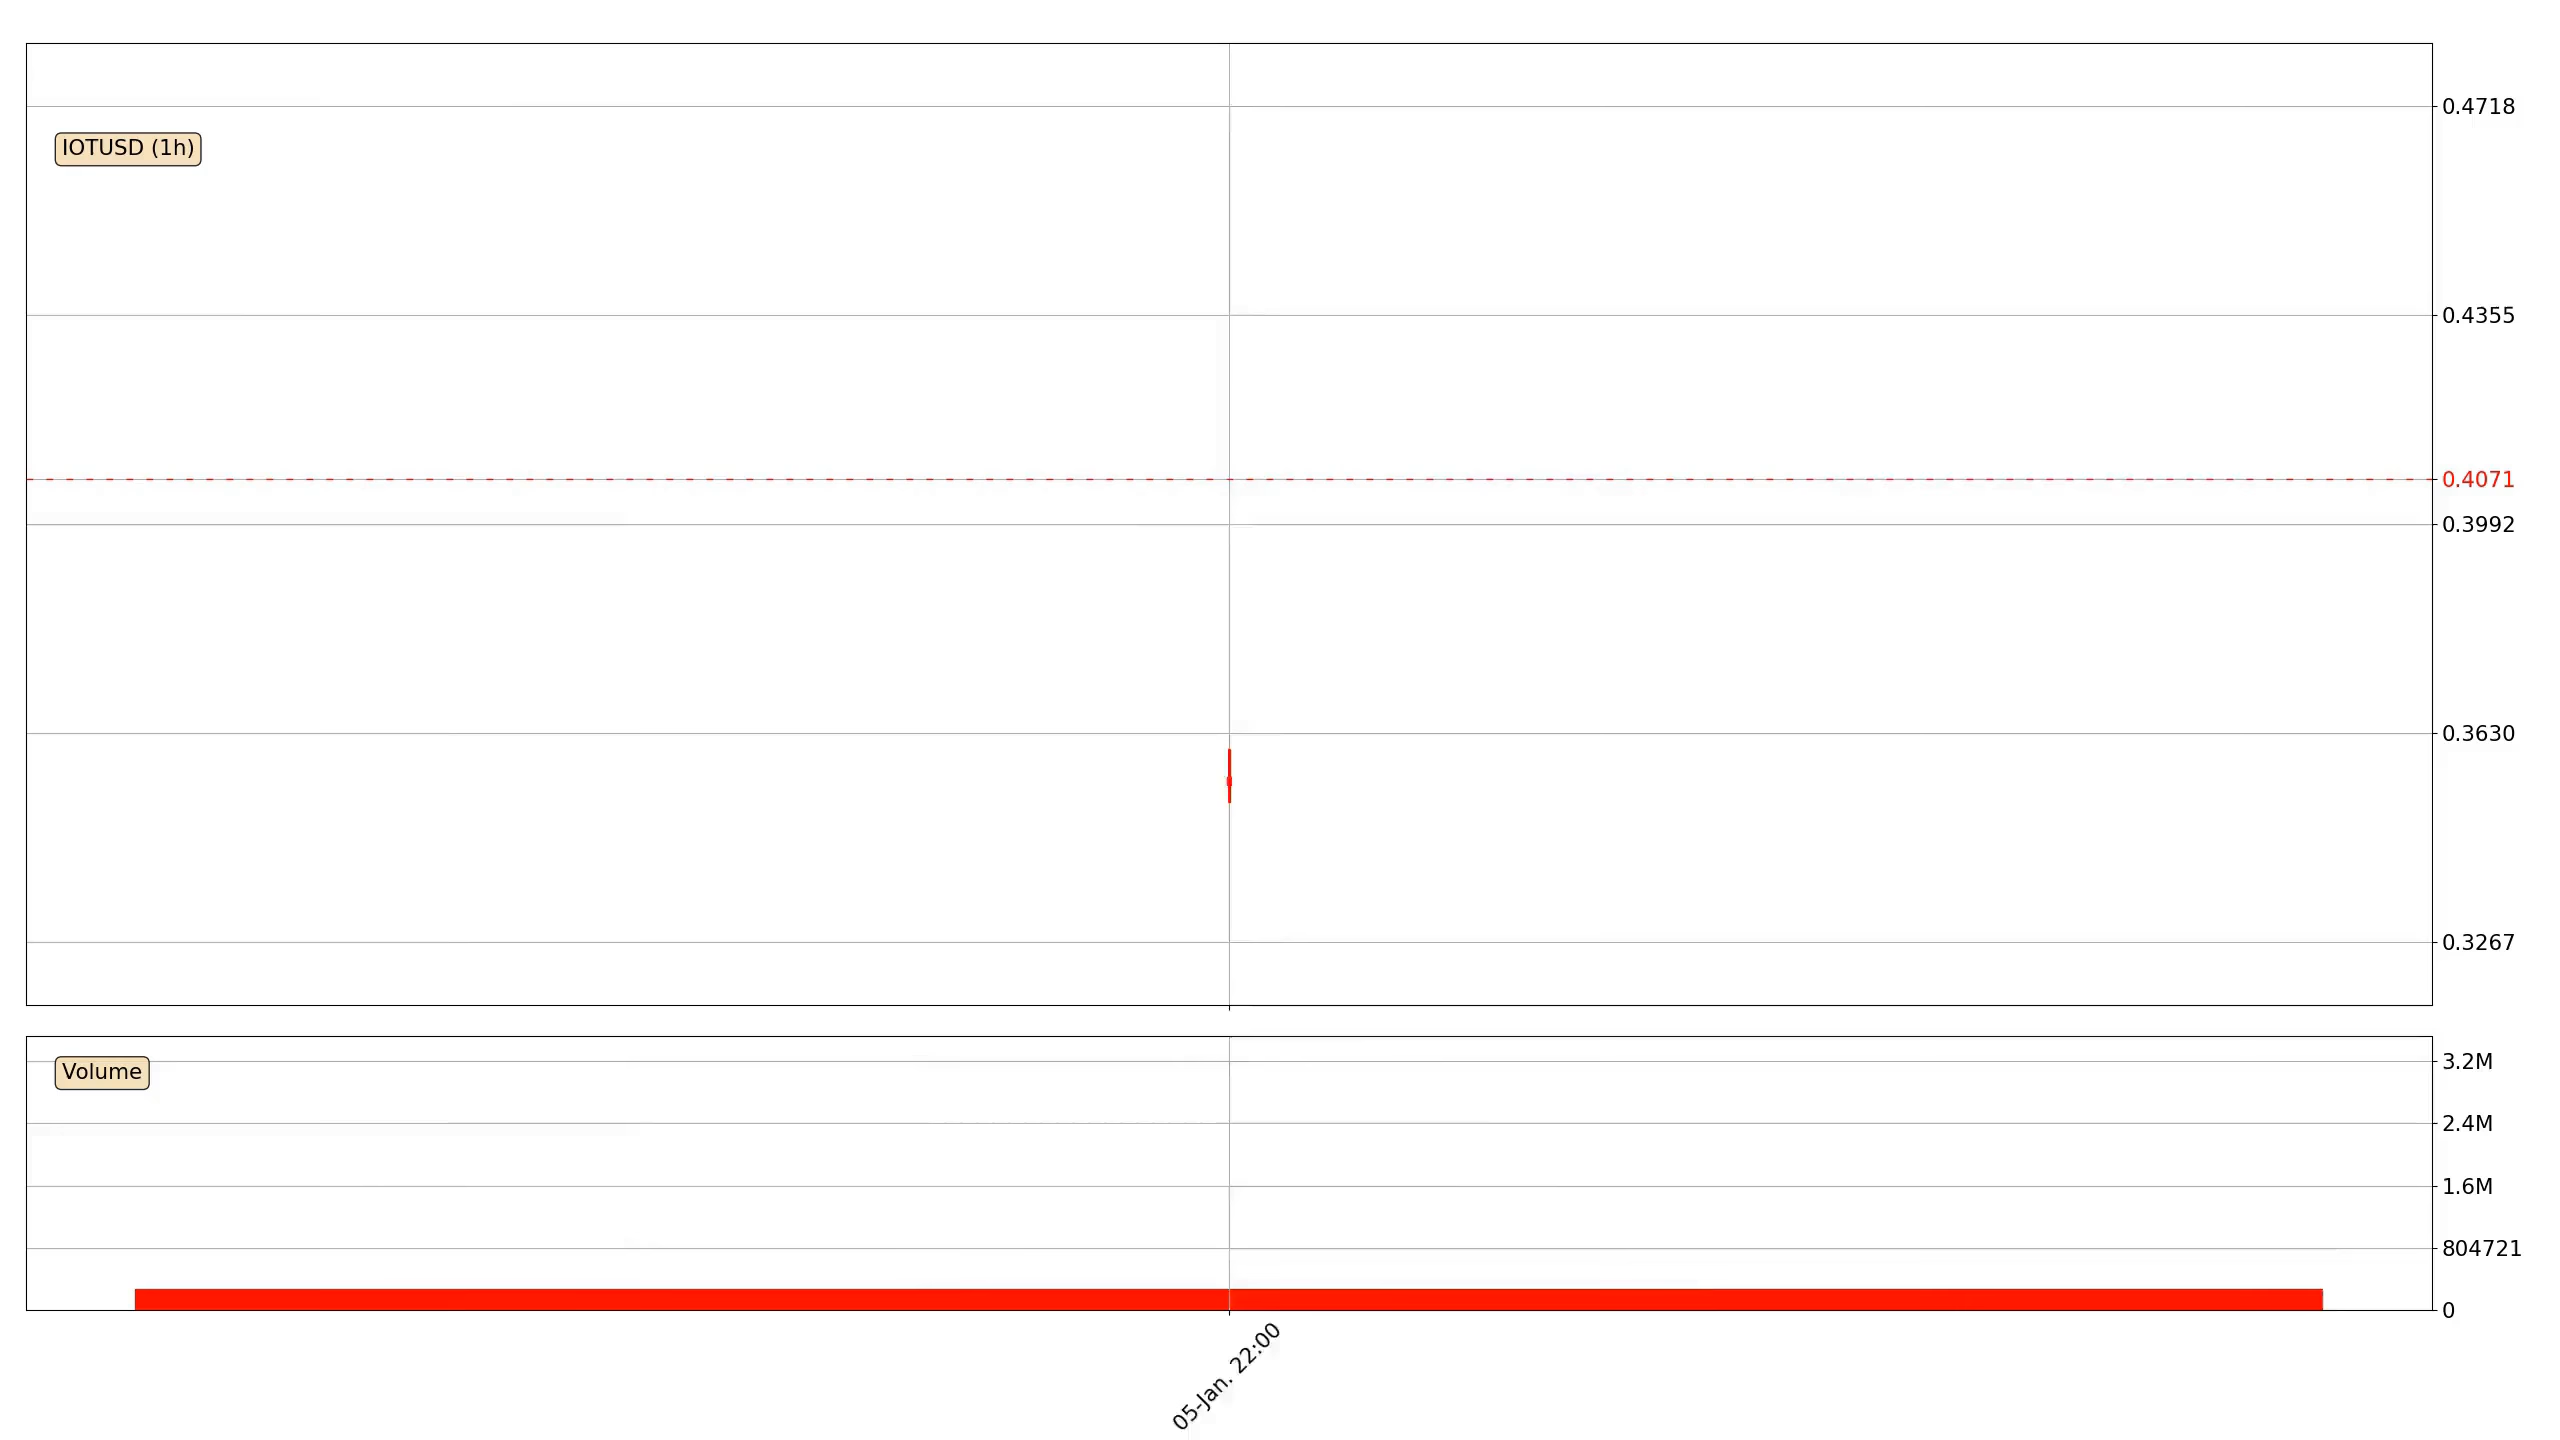 0.4718
IOTUSD (1h)
0.4355
0.4071
0.3992
0.3630
0.3267
Volume
3.2M
2.4M
1.6M
804721
0
05-Jan. 22:00